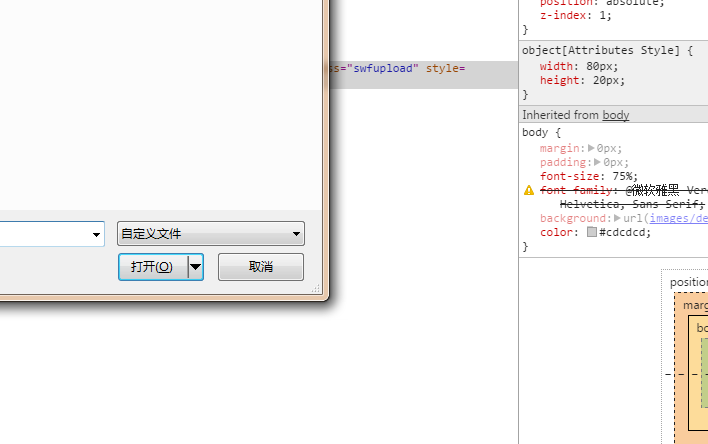 position: absolute;
z-index: 1;
}
object[Attributes Style] {
width: 80px;
height: 20px;
}
Inherited from body
body {
margin:▶0px;
padding:▶0px;
font-size: 75%;
font-family: @微软雅黑 Ver
Helvetica, Sans Serif;
background:▶url(images/de
color: #cdcdcd;
}
ss="swfupload" style=
自定义文件
打开(O)
取消
position
marg
bo